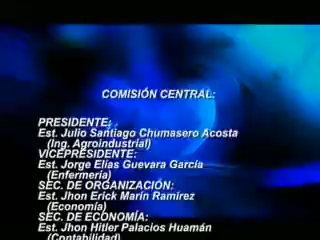 COMISIÓN CENTRAL:
PRESIDENTE:
Est. Julio Santiago Chumasero Acosta
(Ing. Agroindustrial)
VICEPRESIDENTE:
Est. Jorge Elías Guevara García
(Enfermería)
SEC. DE ORGANIZACIÓN:
Est. Jhon Erick Marín Ramírez
(Economía)
SEC. DE ECONOMÍA:
Est. Jhon Hitler Palacios Huamán
(Contabilidad)